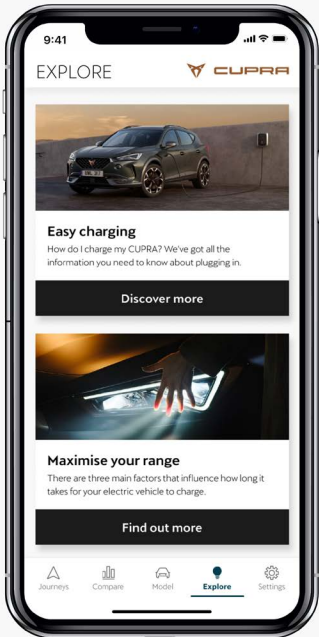 9:41
EXPLORE
CUPRA
Easy charging
How do I charge my CUPRA? We've got all the
information you need to know about plugging in.
Discover more
Maximise your range
There are three main factors that influence how long it
takes for your electric vehicle to charge.
Find out more
Journeys
Compare
Model
Explore
Settings